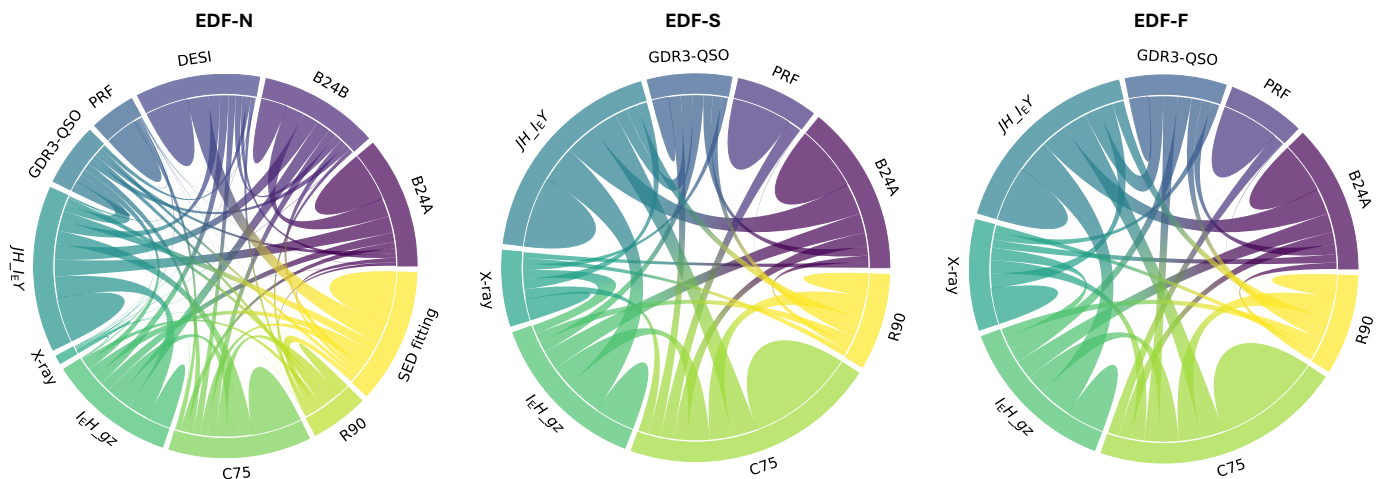 EDF-N
DESI
B24B
B24A
SED fitting
R90
C75
IEH_gz
X-ray
JH_IEY
GDR3-QSO
PRF
EDF-S
GDR3-QSO
PRF
B24A
R90
C75
IEH_gz
X-ray
JH_IEY
EDF-F
GDR3-QSO
PRF
B24A
R90
C75
IEH_gz
X-ray
JH_IEY